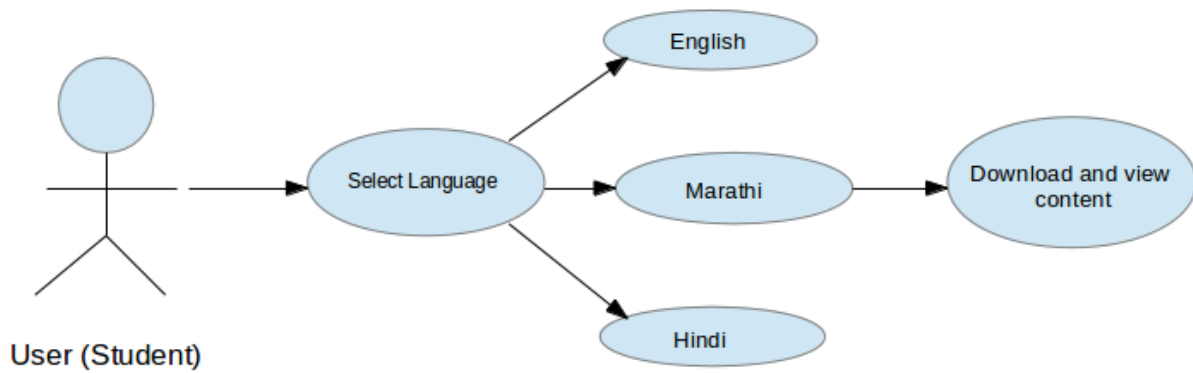 English
Select Language
Marathi
Download and view
content
Hindi
User (Student)